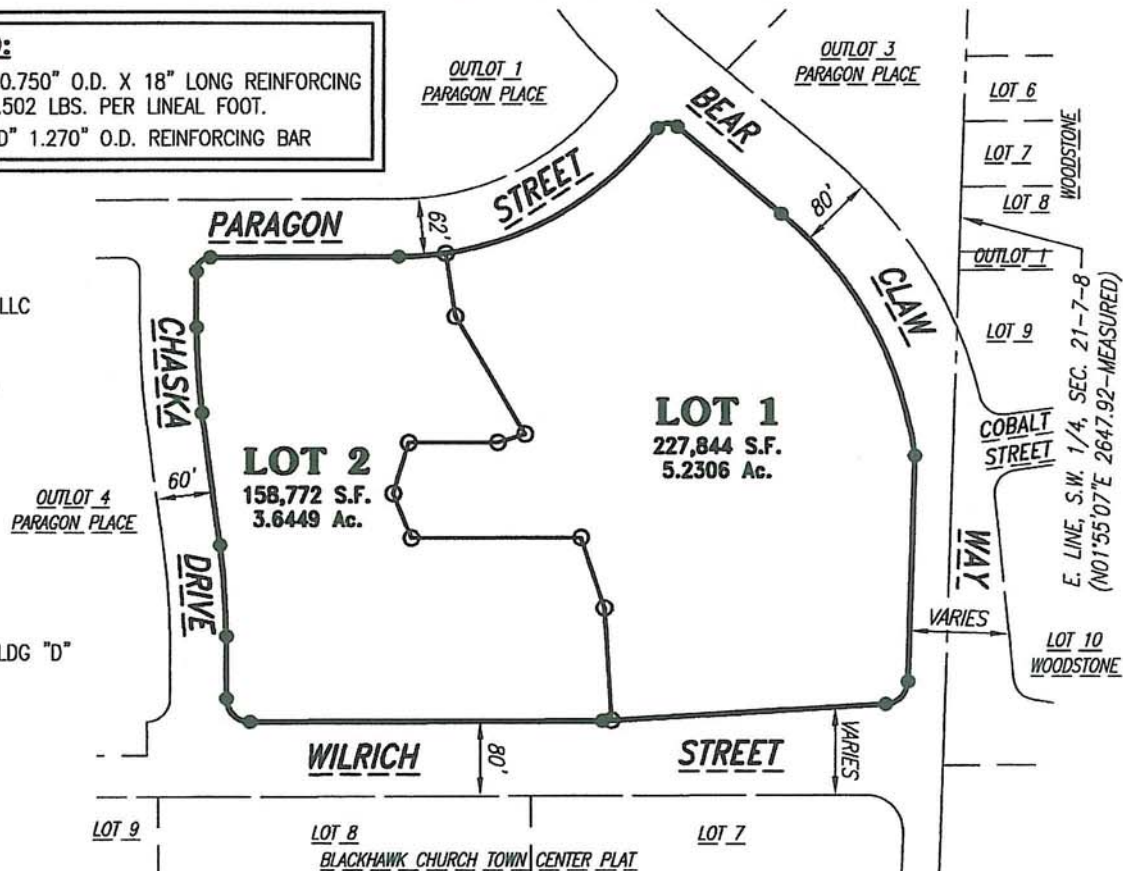 D:
0.750" O.D. X 18" LONG REINFORCING
.502 LBS. PER LINEAL FOOT.
D" 1.270" O.D. REINFORCING BAR
OUTLOT 1
PARAGON PLACE
OUTLOT 3
PARAGON PLACE
LOT 6
LOT 7
LOT 8
WOODSTONE
OUTLOT 1
LOT 9
BEAR
CLAW
WAY
80'
PARAGON
STREET
62'
LLC
CHASKA
DRIVE
60'
OUTLOT 4
PARAGON PLACE
LOT 2
158,772 S.F.
3.6449 Ac.
LOT 1
227,844 S.F.
5.2306 Ac.
COBALT
STREET
E. LINE, S.W. 1/4, SEC. 21-7-8
(N01°55'07"E 2647.92-MEASURED)
VARIES
LOT 10
WOODSTONE
LDG "D"
WILRICH
STREET
80'
VARIES
LOT 9
LOT 8
LOT 7
BLACKHAWK CHURCH TOWN CENTER PLAT